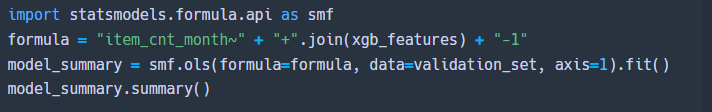 import statsmodels.formula.api as smf
formula = "item_cnt_month~" + "+".join(xgb_features) + "-1"
model_summary = smf.ols(formula=formula, data=validation_set, axis=1).fit()
model_summary.summary()